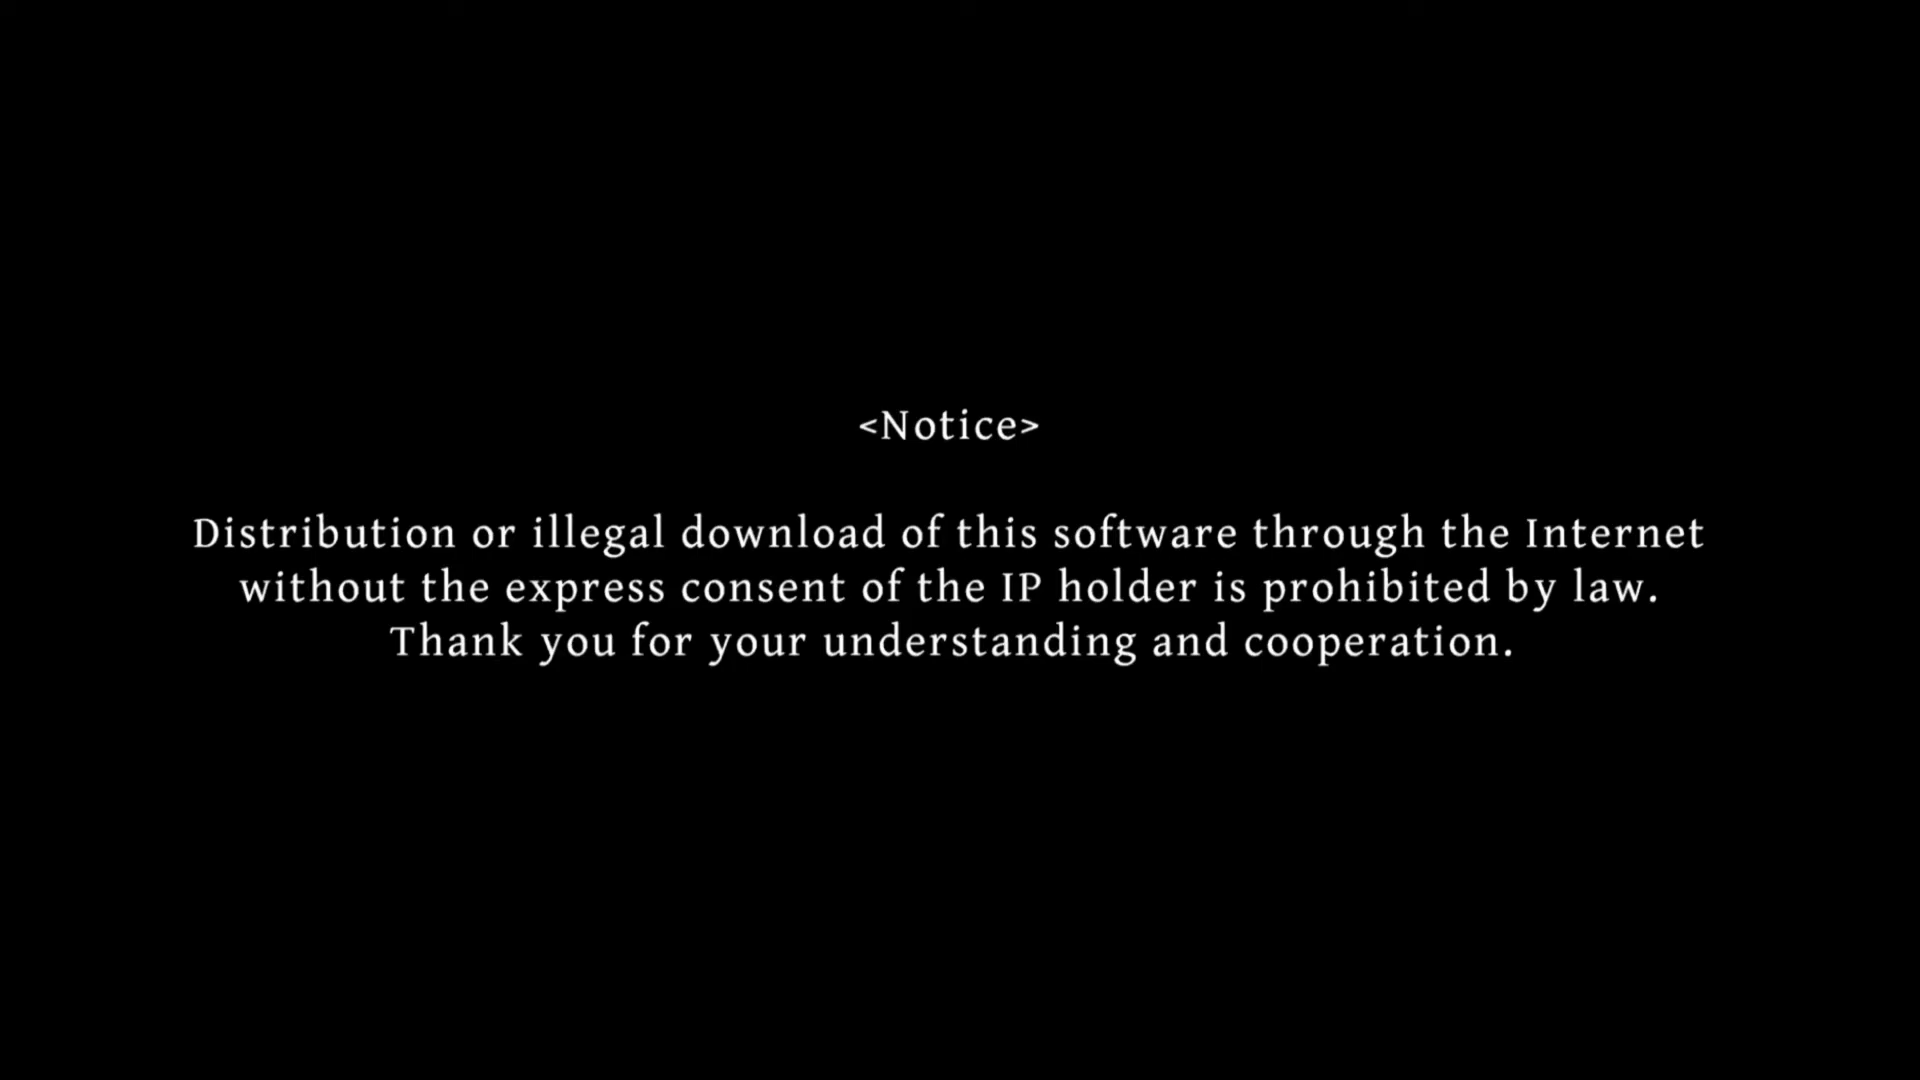 <Notice>
Distribution or illegal download of this software through the Internet
without the express consent of the IP holder is prohibited by law.
Thank you for your understanding and cooperation.